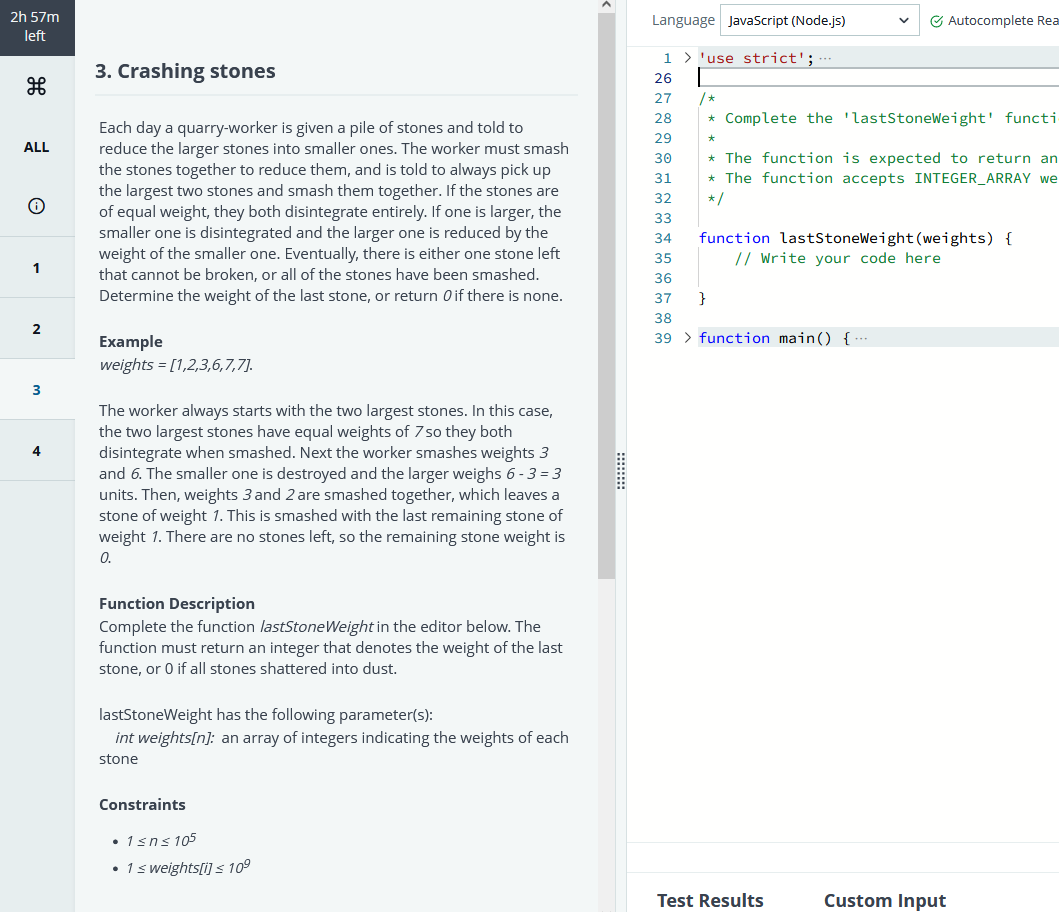 2h 57m
left
ALL
1
2
3
4
3. Crashing stones
Each day a quarry-worker is given a pile of stones and told to
reduce the larger stones into smaller ones. The worker must smash
the stones together to reduce them, and is told to always pick up
the largest two stones and smash them together. If the stones are
of equal weight, they both disintegrate entirely. If one is larger, the
smaller one is disintegrated and the larger one is reduced by the
weight of the smaller one. Eventually, there is either one stone left
that cannot be broken, or all of the stones have been smashed.
Determine the weight of the last stone, or return 0 if there is none.
Example
weights = [1,2,3,6,7,7].
The worker always starts with the two largest stones. In this case,
the two largest stones have equal weights of 7 so they both
disintegrate when smashed. Next the worker smashes weights 3
and 6. The smaller one is destroyed and the larger weighs 6 - 3 = 3
units. Then, weights 3 and 2 are smashed together, which leaves a
stone of weight 1. This is smashed with the last remaining stone of
weight 1. There are no stones left, so the remaining stone weight is
0.
Function Description
Complete the function lastStoneWeight in the editor below. The
function must return an integer that denotes the weight of the last
stone, or 0 if all stones shattered into dust.
lastStoneWeight has the following parameter(s):
int weights[n]: an array of integers indicating the weights of each
stone
Constraints
• 1 ≤ n ≤ 10⁵
• 1 ≤ weights[i] ≤ 10⁹
Language JavaScript (Node.js) Autocomplete Rea
1 > 'use strict'; ···
26
27 /*
28 * Complete the 'lastStoneWeight' functi
29 *
30 * The function is expected to return an
31 * The function accepts INTEGER_ARRAY we
32 */
33
34 function lastStoneWeight(weights) {
35 // Write your code here
36
37 }
38
39 > function main() { ···
Test Results Custom Input